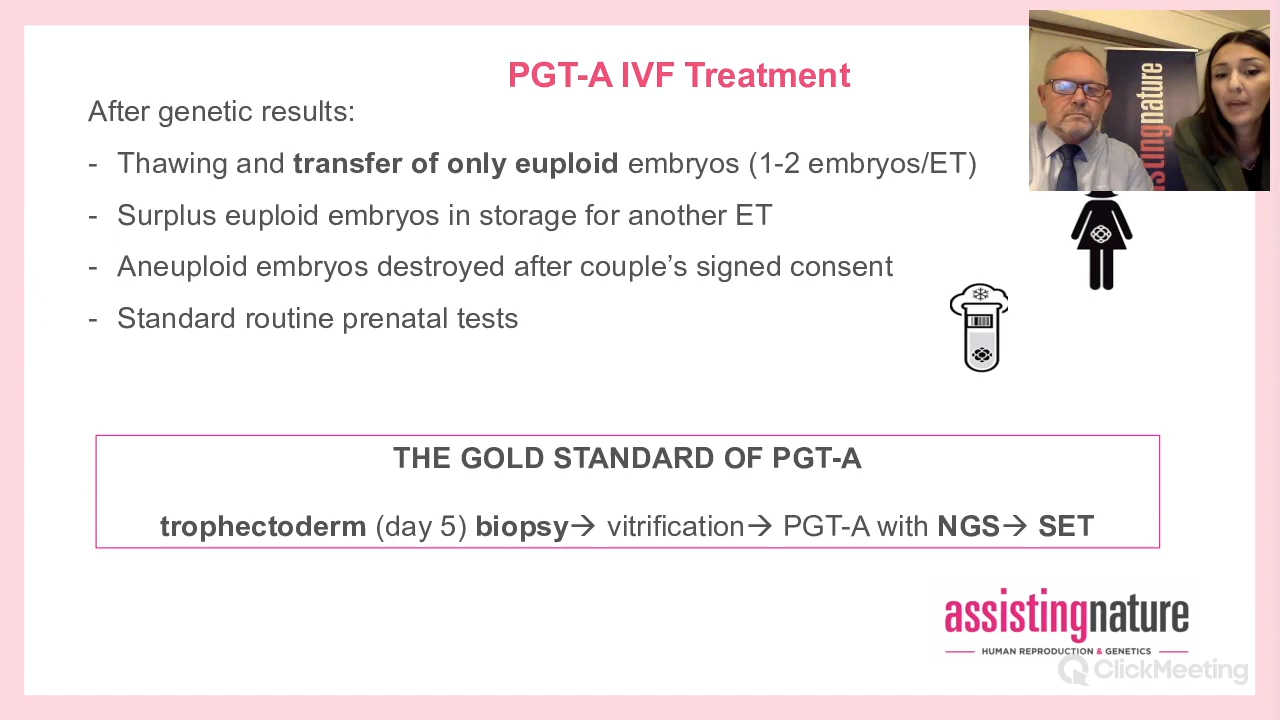 PGT-A IVF Treatment
After genetic results:
- Thawing and transfer of only euploid embryos (1-2 embryos/ET)
- Surplus euploid embryos in storage for another ET
- Aneuploid embryos destroyed after couple’s signed consent
- Standard routine prenatal tests
THE GOLD STANDARD OF PGT-A
trophectoderm (day 5) biopsy→ vitrification→ PGT-A with NGS→ SET
assistingnature
HUMAN REPRODUCTION & GENETICS
ClickMeeting
istingnature